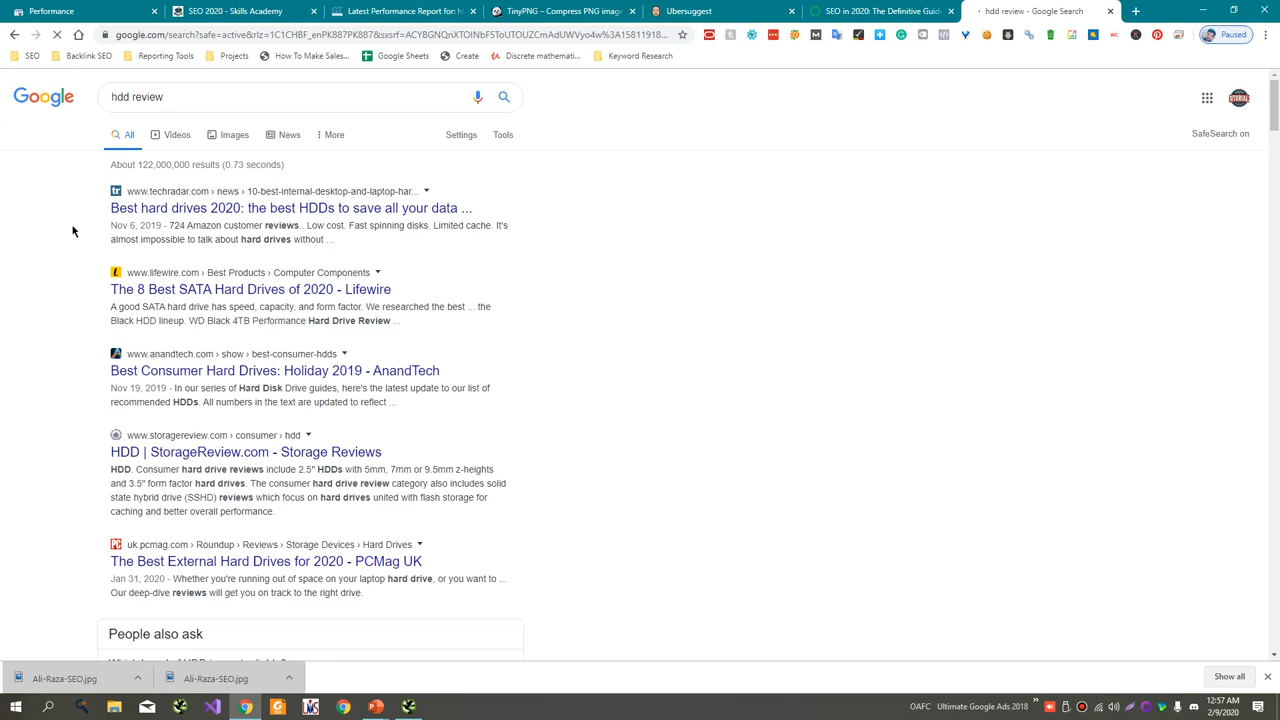 Performance
SEO 2020 - Skills Academy
Latest Performance Report for: h
TinyPNG – Compress PNG image
Ubersuggest
SEO in 2020: The Definitive Guid
hdd review - Google Search
google.com/search?safe=active&rlz=1C1CHBF_enPK887PK887&sxsrf=ACYBGNQnXTOINbF5ToUTOUZCmAdUWVyo4w%3A15811918...
Paused
SEO
Backlink SEO
Reporting Tools
Projects
How To Make Sales...
Google Sheets
Create
Discrete mathemati...
Keyword Research
Google
hdd review
All
Videos
Images
News
More
Settings
Tools
SafeSearch on
About 122,000,000 results (0.73 seconds)
www.techradar.com › news › 10-best-internal-desktop-and-laptop-har...
Best hard drives 2020: the best HDDs to save all your data ...
Nov 6, 2019 - 724 Amazon customer reviews.. Low cost. Fast spinning disks. Limited cache. It's
almost impossible to talk about hard drives without ...
www.lifewire.com › Best Products › Computer Components
The 8 Best SATA Hard Drives of 2020 - Lifewire
A good SATA hard drive has speed, capacity, and form factor. We researched the best ... the
Black HDD lineup. WD Black 4TB Performance Hard Drive Review ...
www.anandtech.com › show › best-consumer-hdds
Best Consumer Hard Drives: Holiday 2019 - AnandTech
Nov 19, 2019 - In our series of Hard Disk Drive guides, here's the latest update to our list of
recommended HDDs. All numbers in the text are updated to reflect ...
www.storagereview.com › consumer › hdd
HDD | StorageReview.com - Storage Reviews
HDD. Consumer hard drive reviews include 2.5" HDDs with 5mm, 7mm or 9.5mm z-heights
and 3.5" form factor hard drives. The consumer hard drive review category also includes solid
state hybrid drive (SSHD) reviews which focus on hard drives united with flash storage for
caching and better overall performance.
uk.pcmag.com › Roundup › Reviews › Storage Devices › Hard Drives
The Best External Hard Drives for 2020 - PCMag UK
Jan 31, 2020 - Whether you're running out of space on your laptop hard drive, or you want to ...
Our deep-dive reviews will get you on track to the right drive.
People also ask
Ali-Raza-SEO.jpg
Ali-Raza-SEO.jpg
Show all
OAFC
Ultimate Google Ads 2018
12:57 AM
2/9/2020